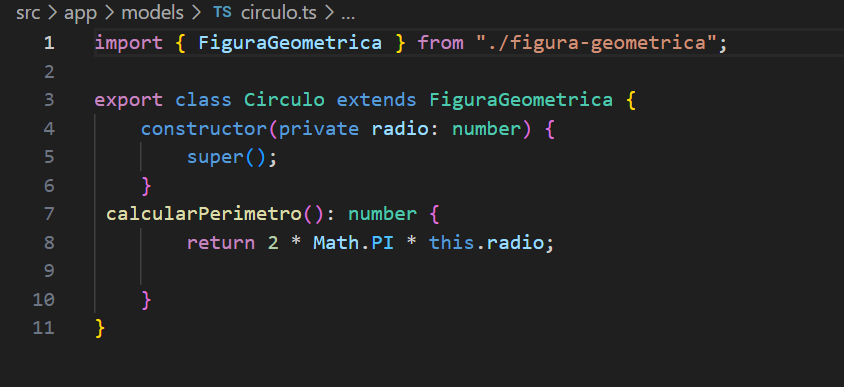 src > app > models > TS circulo.ts > ...
1 import { FiguraGeometrica } from "./figura-geometrica";
2
3 export class Circulo extends FiguraGeometrica {
4     constructor(private radio: number) {
5         super();
6     }
7  calcularPerimetro(): number {
8         return 2 * Math.PI * this.radio;
9
10     }
11 }